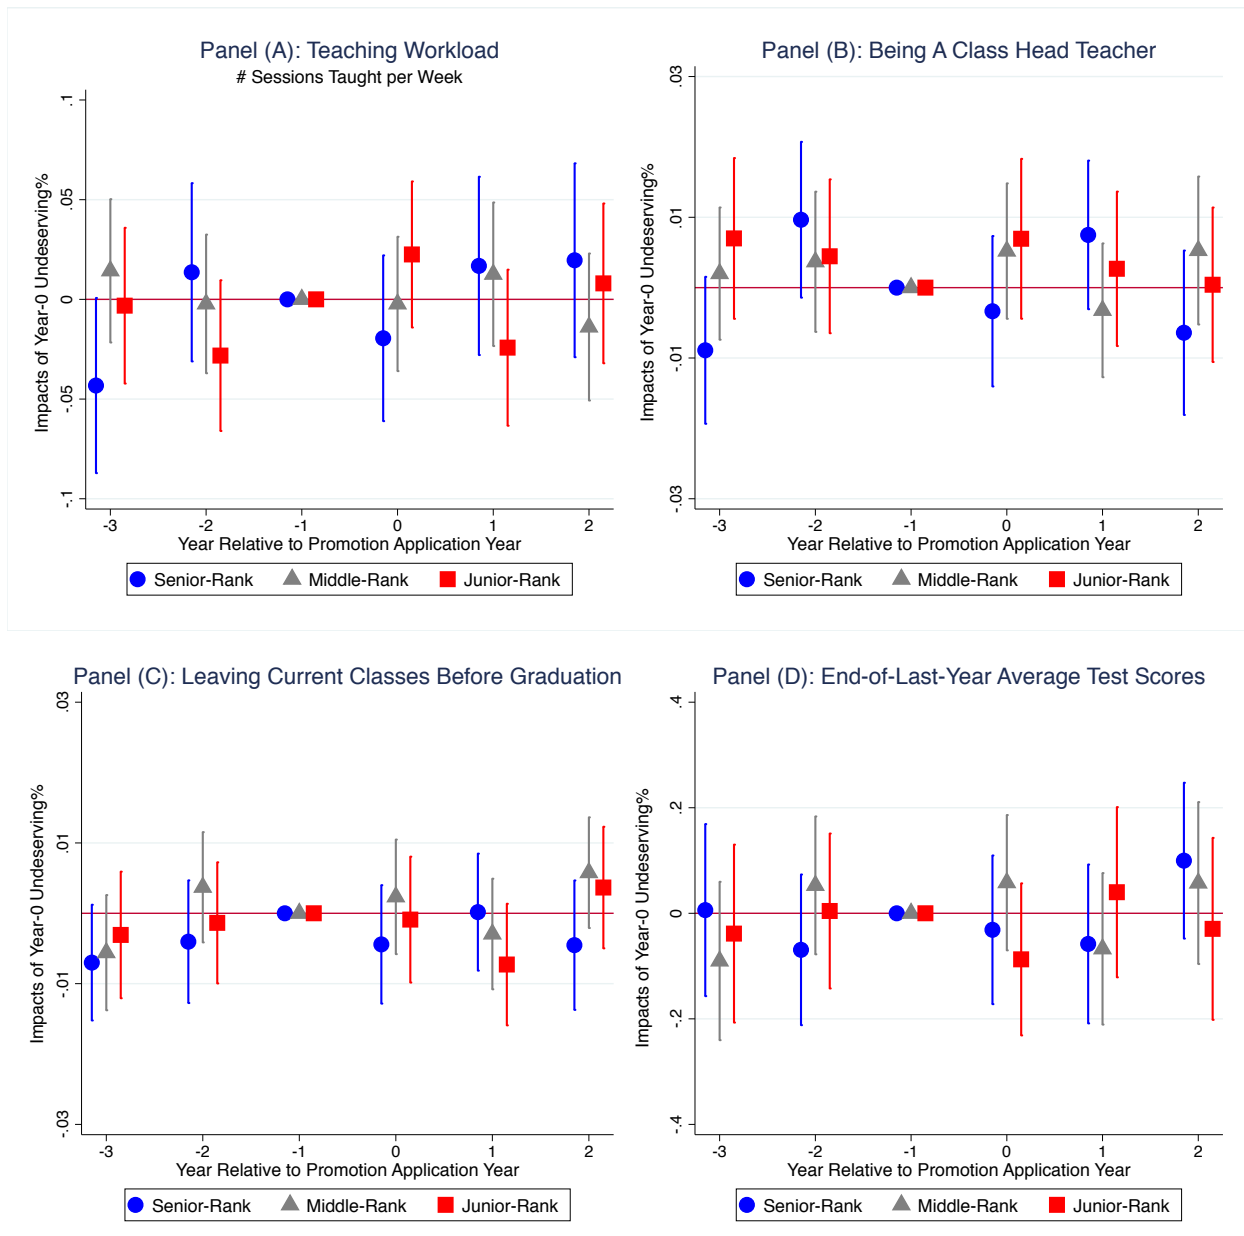 Panel (A): Teaching Workload
# Sessions Taught per Week
Impacts of Year-0 Undeserving%
.1
.05
0
-.05
-.1
-3 -2 -1 0 1 2
Year Relative to Promotion Application Year
Senior-Rank Middle-Rank Junior-Rank
Panel (B): Being A Class Head Teacher
Impacts of Year-0 Undeserving%
.03
.01
-.01
-.03
-3 -2 -1 0 1 2
Year Relative to Promotion Application Year
Senior-Rank Middle-Rank Junior-Rank
Panel (C): Leaving Current Classes Before Graduation
Impacts of Year-0 Undeserving%
.03
.01
-.01
-.03
-3 -2 -1 0 1 2
Year Relative to Promotion Application Year
Senior-Rank Middle-Rank Junior-Rank
Panel (D): End-of-Last-Year Average Test Scores
Impacts of Year-0 Undeserving%
.4
.2
0
-.2
-.4
-3 -2 -1 0 1 2
Year Relative to Promotion Application Year
Senior-Rank Middle-Rank Junior-Rank